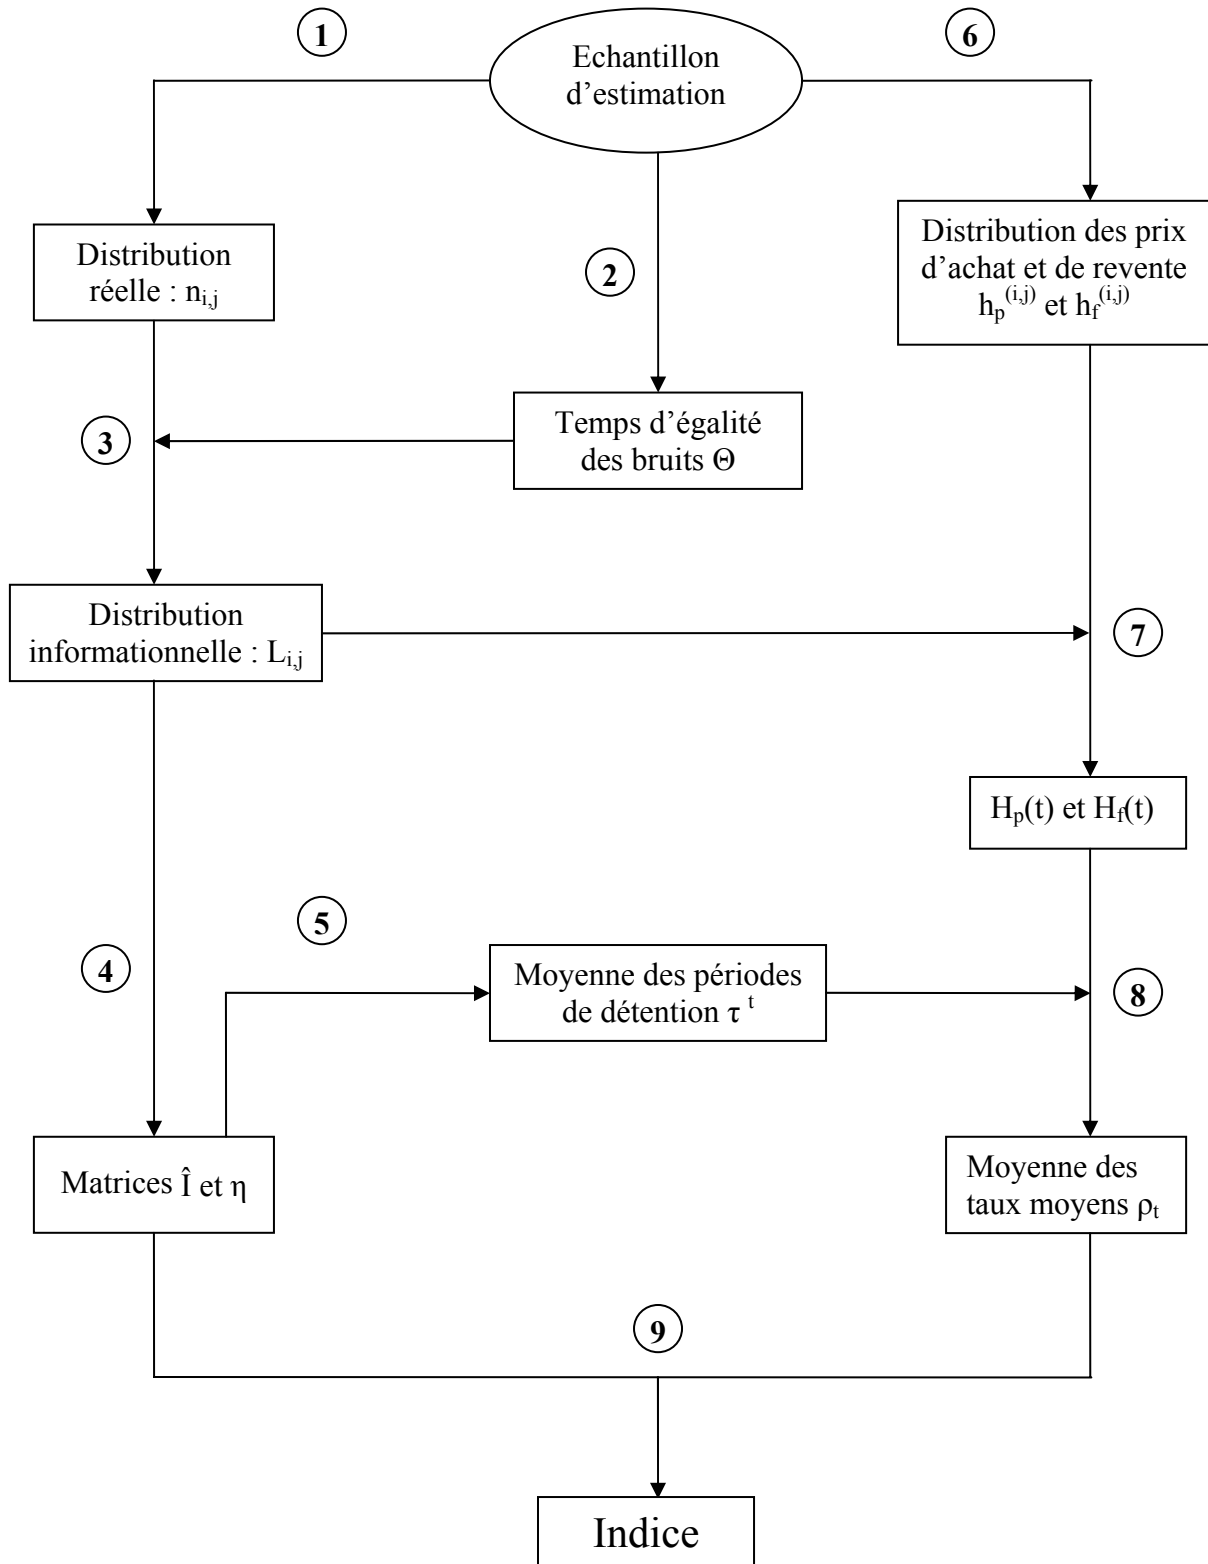 1
6
Echantillon
d’estimation
Distribution
réelle : n_{i,j}
2
Distribution des prix
d’achat et de revente
h_p^{(i,j)} et h_f^{(i,j)}
3
Temps d’égalité
des bruits Θ
Distribution
informationnelle : L_{i,j}
7
H_p(t) et H_f(t)
5
4
Moyenne des périodes
de détention τ^t
8
Matrices Î et η
Moyenne des
taux moyens ρ_t
9
Indice